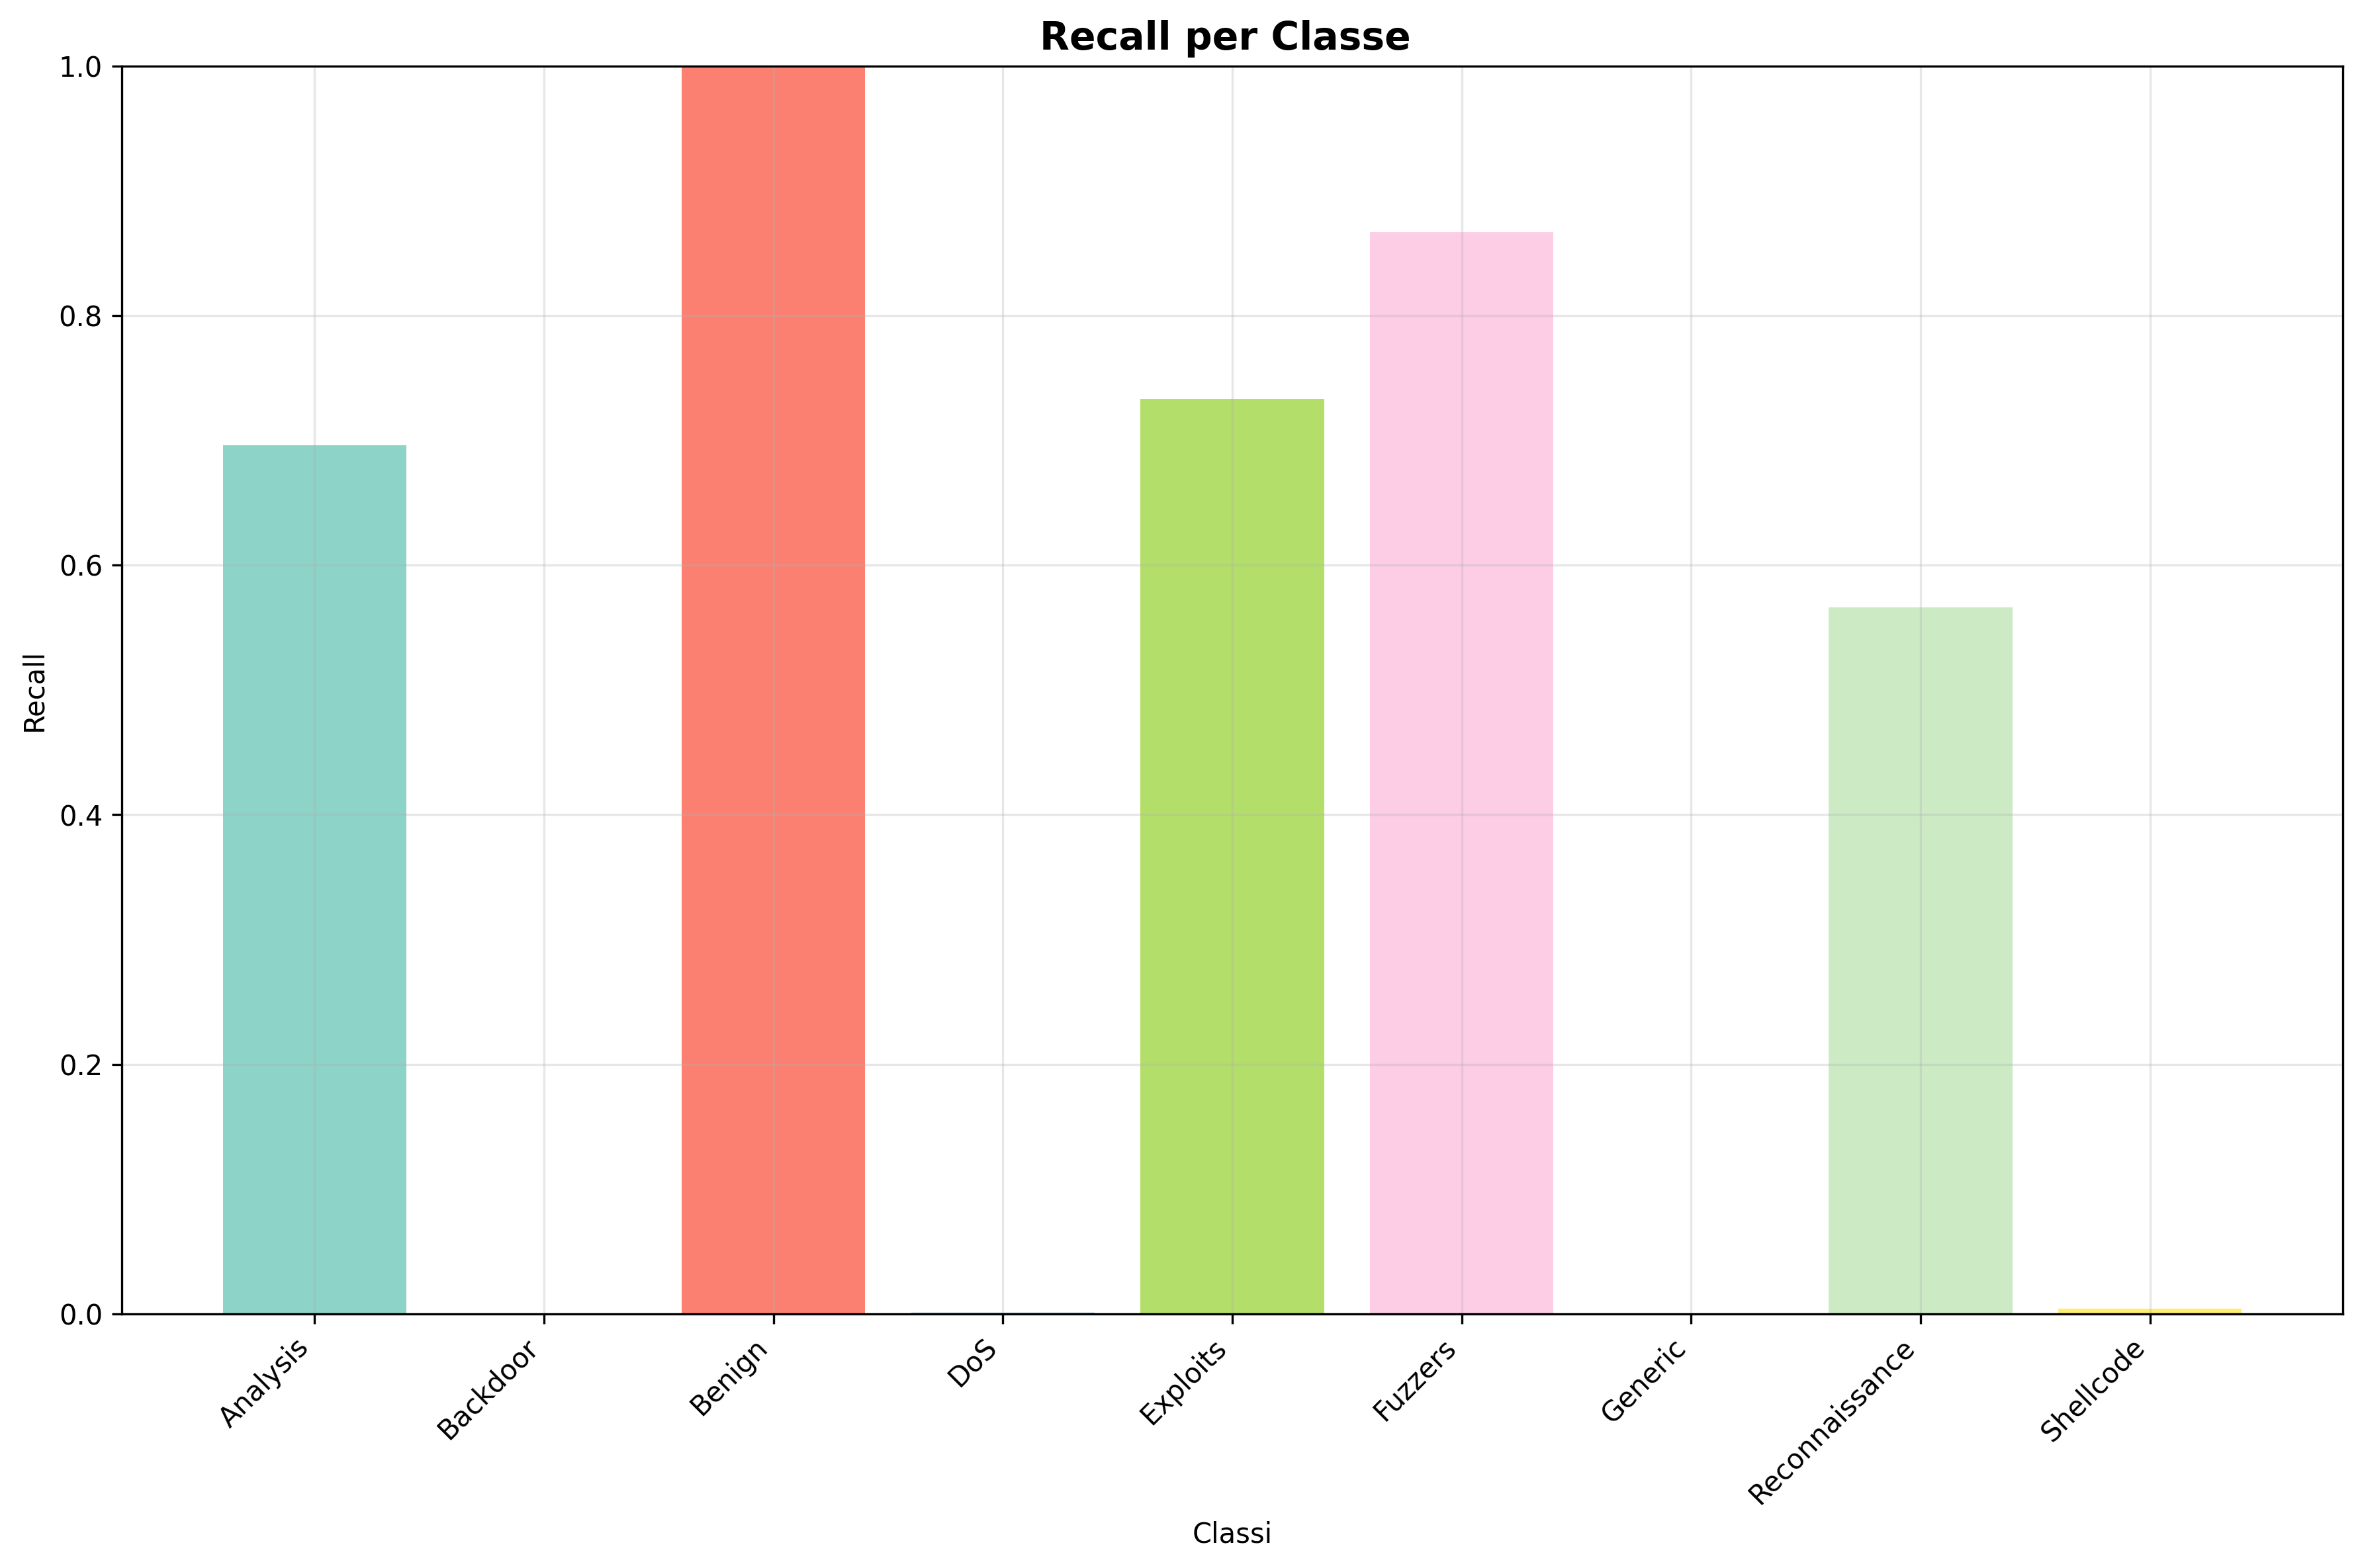 Recall per Classe
1.0
0.8
0.6
0.4
0.2
0.0
Recall
Analysis
Backdoor
Benign
DoS
Exploits
Fuzzers
Generic
Reconnaissance
Shellcode
Classi